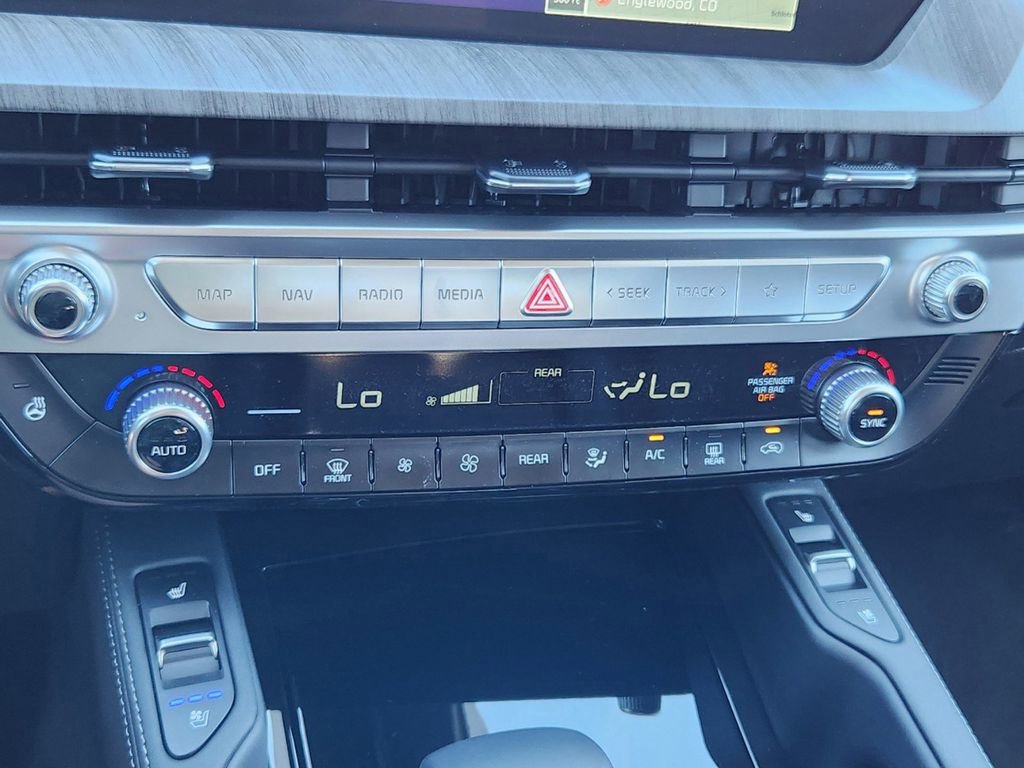 Englewood, CO
MAP
NAV
RADIO
MEDIA
< SEEK
TRACK >
SETUP
Lo
REAR
Lo
PASSENGER
AIR BAG
OFF
AUTO
SYNC
OFF
FRONT
REAR
A/C
REAR